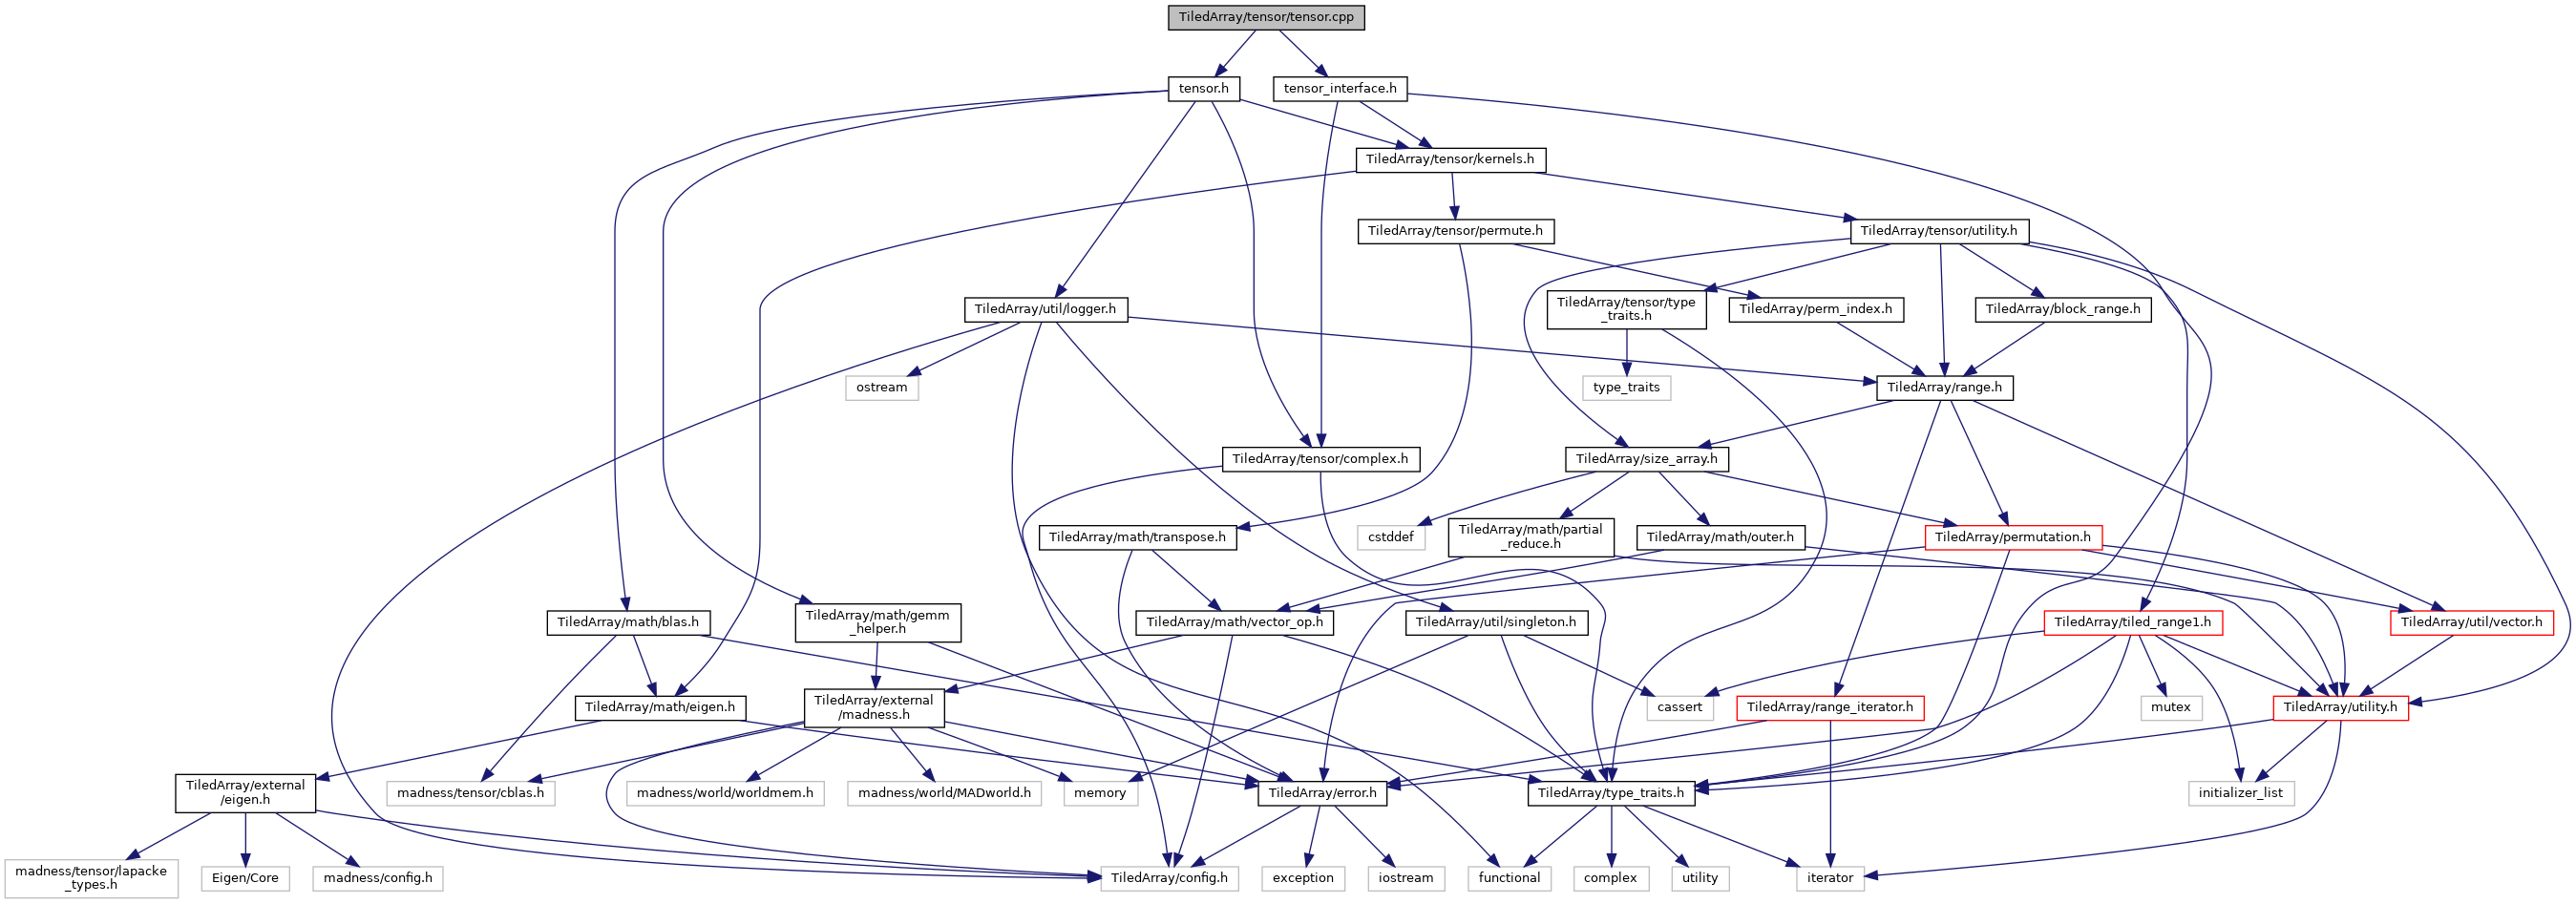 TiledArray/tensor/tensor.cpp
tensor.h
tensor_interface.h
TiledArray/tensor/kernels.h
TiledArray/tensor/permute.h
TiledArray/tensor/utility.h
TiledArray/util/logger.h
TiledArray/tensor/type
_traits.h
TiledArray/perm_index.h
TiledArray/block_range.h
ostream
type_traits
TiledArray/range.h
TiledArray/tensor/complex.h
TiledArray/size_array.h
TiledArray/math/transpose.h
cstddef
TiledArray/math/partial
_reduce.h
TiledArray/math/outer.h
TiledArray/permutation.h
TiledArray/math/blas.h
TiledArray/math/gemm
_helper.h
TiledArray/math/vector_op.h
TiledArray/util/singleton.h
TiledArray/tiled_range1.h
TiledArray/util/vector.h
TiledArray/math/eigen.h
TiledArray/external
/madness.h
cassert
TiledArray/range_iterator.h
mutex
TiledArray/utility.h
TiledArray/external
/eigen.h
madness/tensor/cblas.h
madness/world/worldmem.h
madness/world/MADworld.h
memory
TiledArray/error.h
TiledArray/type_traits.h
initializer_list
madness/tensor/lapacke
_types.h
Eigen/Core
madness/config.h
TiledArray/config.h
exception
iostream
functional
complex
utility
iterator